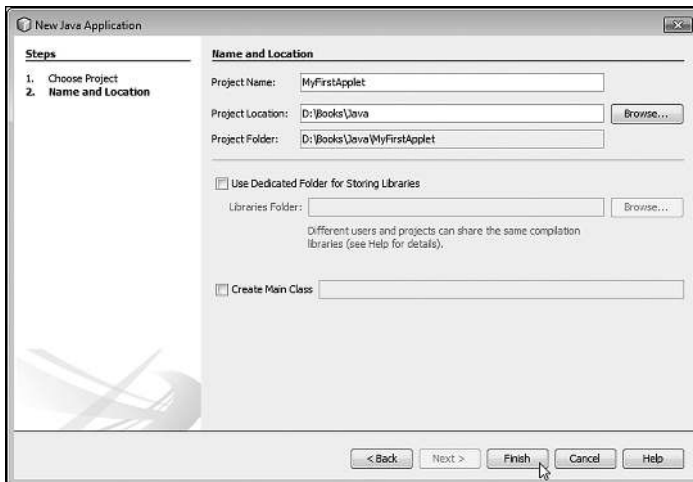 New Java Application
Steps
1. Choose Project
2. Name and Location
Name and Location
Project Name: MyFirstApplet
Project Location: D:\Books\Java Browse...
Project Folder: D:\Books\Java\MyFirstApplet
Use Dedicated Folder for Storing Libraries
Libraries Folder: Browse...
Different users and projects can share the same compilation
libraries (see Help for details).
Create Main Class
< Back Next > Finish Cancel Help